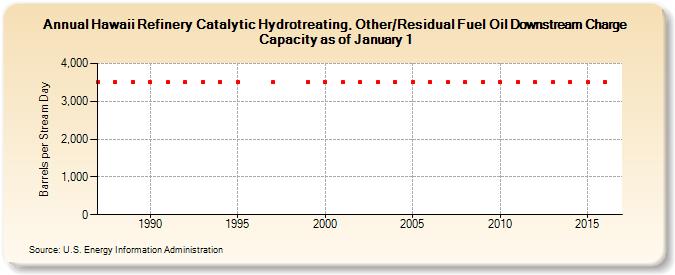 Annual Hawaii Refinery Catalytic Hydrotreating, Other/Residual Fuel Oil Downstream Charge
Capacity as of January 1
Barrels per Stream Day
4,000
3,000
2,000
1,000
0
1990 1995 2000 2005 2010 2015
Source: U.S. Energy Information Administration